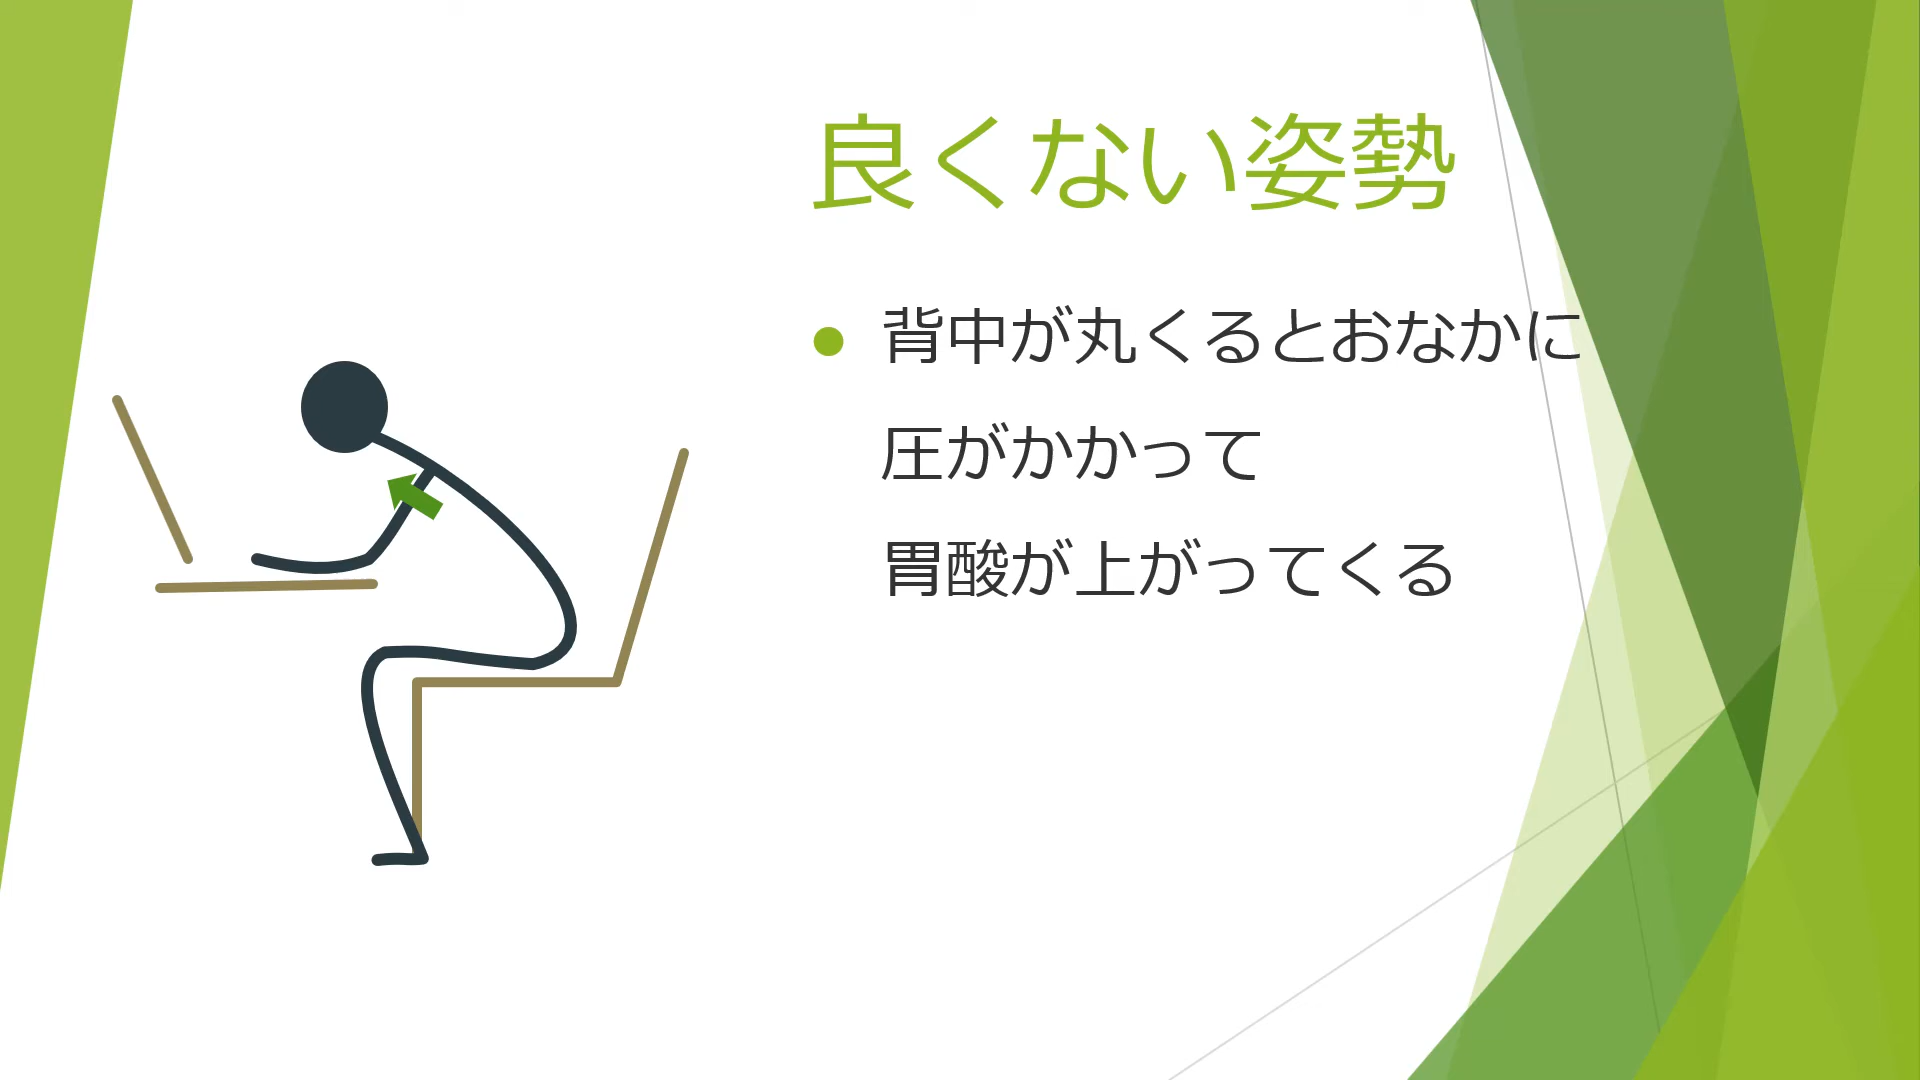 良くない姿勢
背中が丸くるとおなかに
圧がかかって
胃酸が上がってくる